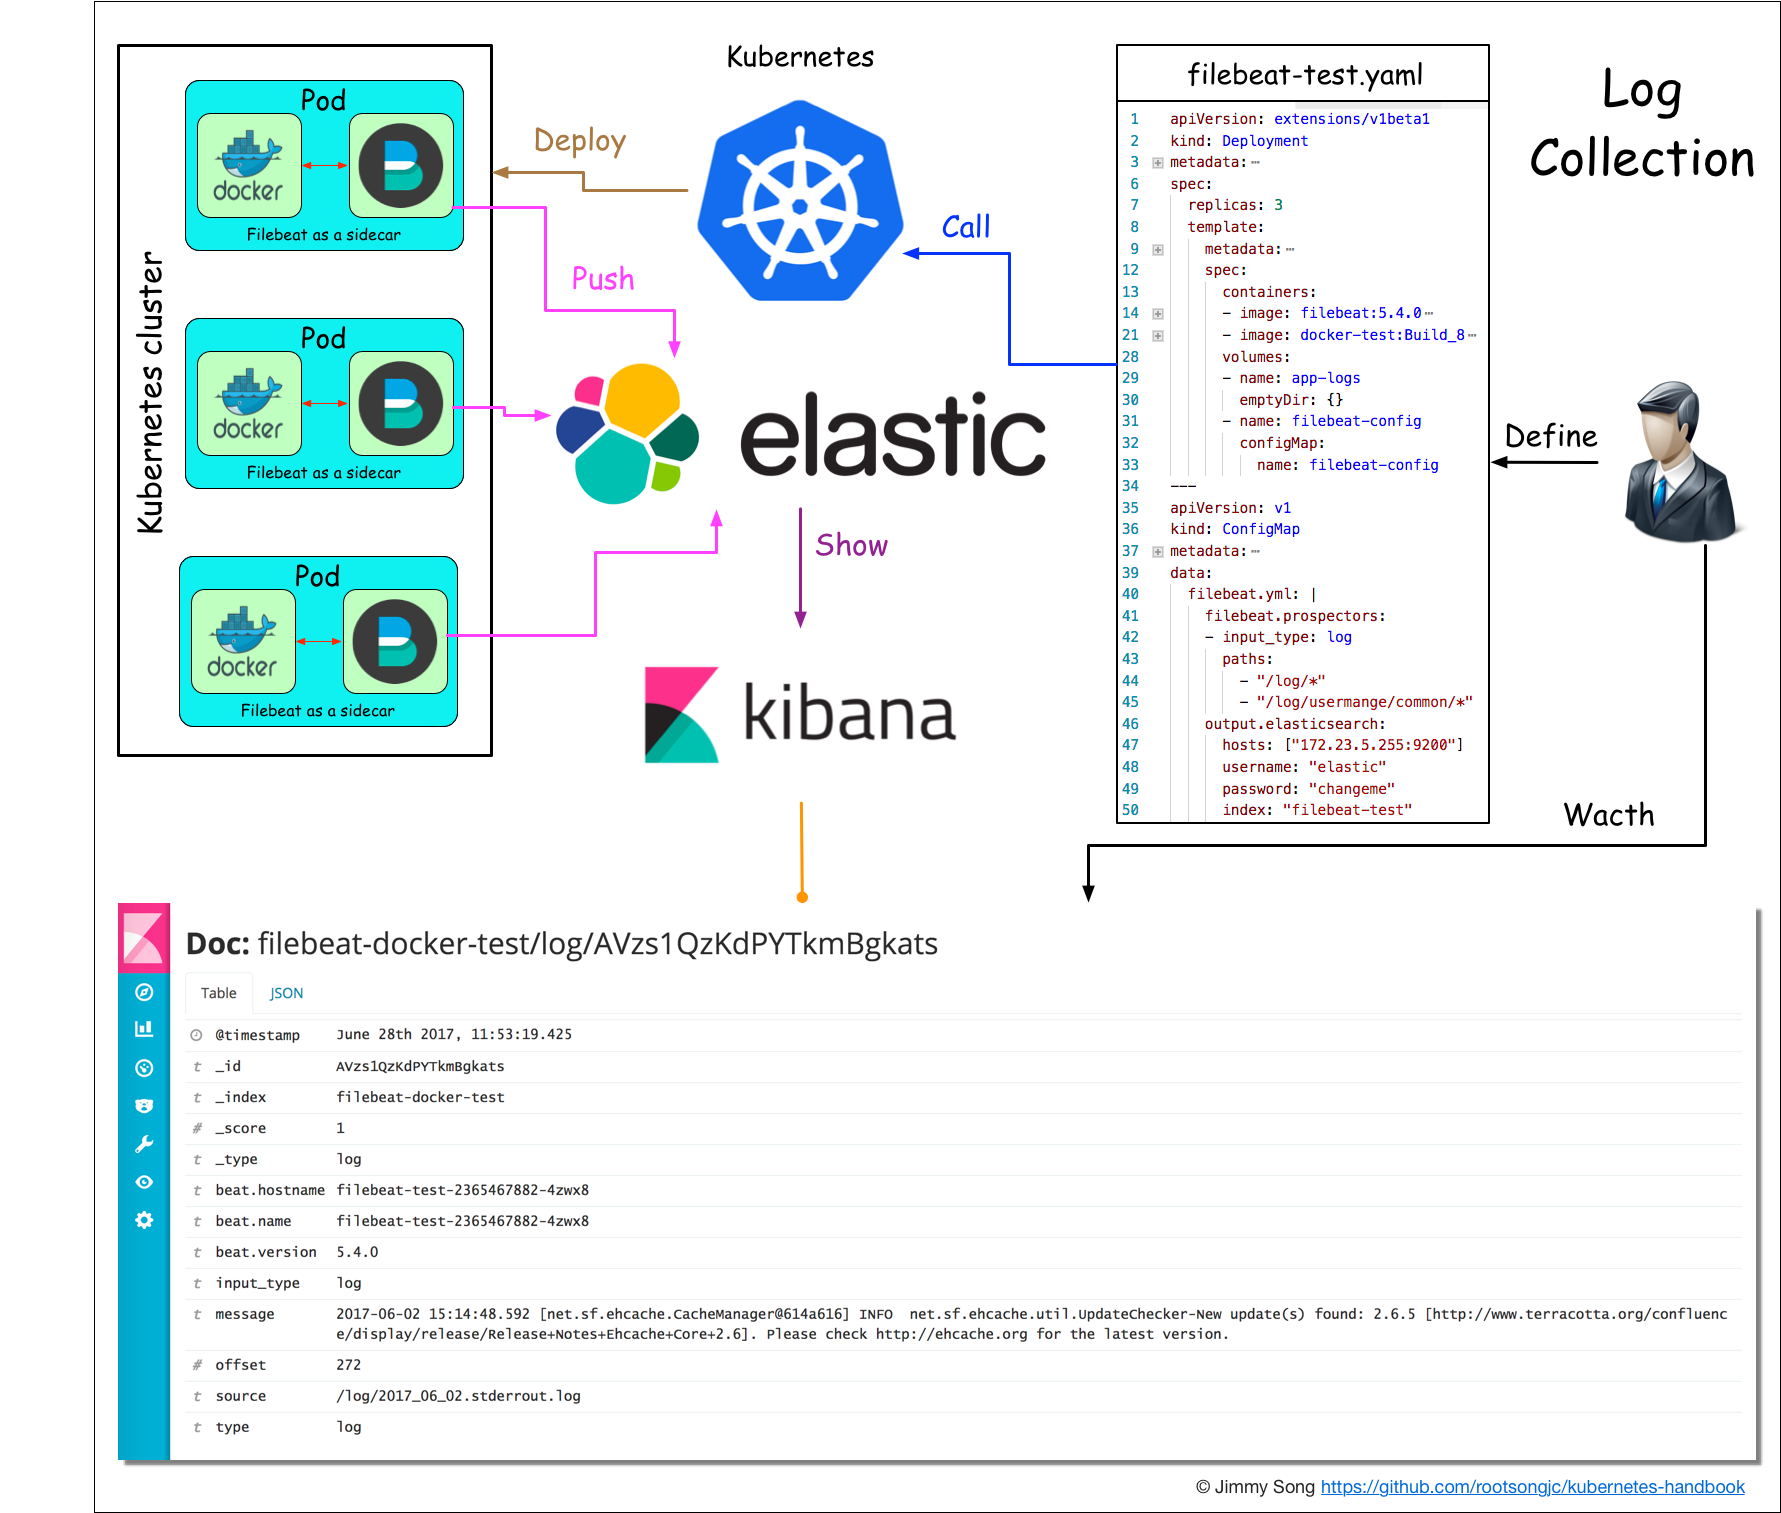 Kubernetes
filebeat-test.yaml
Log
Collection
Kubernetes cluster
Pod
docker
Filebeat as a sidecar
Pod
docker
Filebeat as a sidecar
Pod
docker
Filebeat as a sidecar
Deploy
Push
Call
elastic
Show
kibana
Define
Wacth
1 apiVersion: extensions/v1beta1
2 kind: Deployment
3 metadata:…
6 spec:
7 replicas: 3
8 template:
9 metadata:…
12 spec:
13 containers:
14 - image: filebeat:5.4.0…
21 - image: docker-test:Build_8…
28 volumes:
29 - name: app-logs
30 emptyDir: {}
31 - name: filebeat-config
32 configMap:
33 name: filebeat-config
34 ---
35 apiVersion: v1
36 kind: ConfigMap
37 metadata:…
39 data:
40 filebeat.yml: |
41 filebeat.prospectors:
42 - input_type: log
43 paths:
44 - "/log/*"
45 - "/log/usermange/common/*"
46 output.elasticsearch:
47 hosts: ["172.23.5.255:9200"]
48 username: "elastic"
49 password: "changeme"
50 index: "filebeat-test"
Doc: filebeat-docker-test/log/AVzs1QzKdPYTkmBgkats
Table JSON
@timestamp June 28th 2017, 11:53:19.425
t _id AVzs1QzKdPYTkmBgkats
t _index filebeat-docker-test
# _score 1
t _type log
t beat.hostname filebeat-test-2365467882-4zwx8
t beat.name filebeat-test-2365467882-4zwx8
t beat.version 5.4.0
t input_type log
t message 2017-06-02 15:14:48.592 [net.sf.ehcache.CacheManager@614a616] INFO  net.sf.ehcache.util.UpdateChecker-New update(s) found: 2.6.5 [http://www.terracotta.org/confluenc
e/display/release/Release+Notes+Ehcache+Core+2.6]. Please check http://ehcache.org for the latest version.
# offset 272
t source /log/2017_06_02.stderrout.log
t type log
© Jimmy Song https://github.com/rootsongjc/kubernetes-handbook